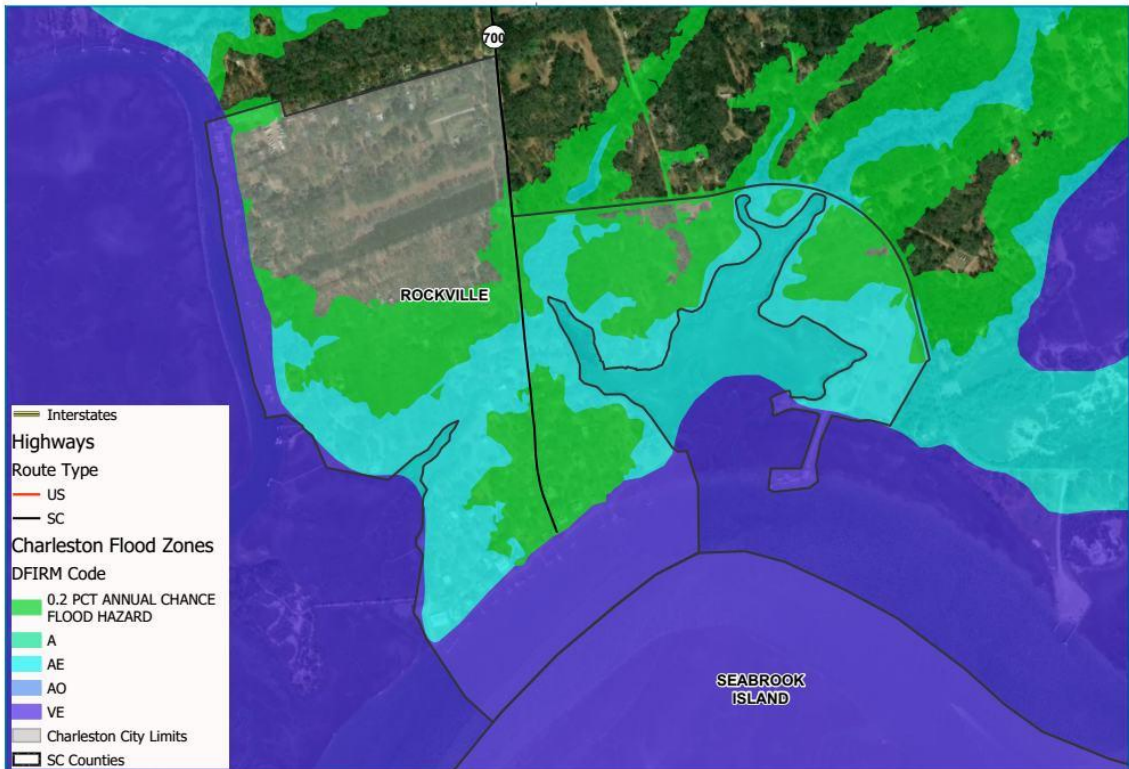 700
ROCKVILLE
SEABROOK
ISLAND
Interstates
Highways
Route Type
US
SC
Charleston Flood Zones
DFIRM Code
0.2 PCT ANNUAL CHANCE
FLOOD HAZARD
A
AE
AO
VE
Charleston City Limits
SC Counties